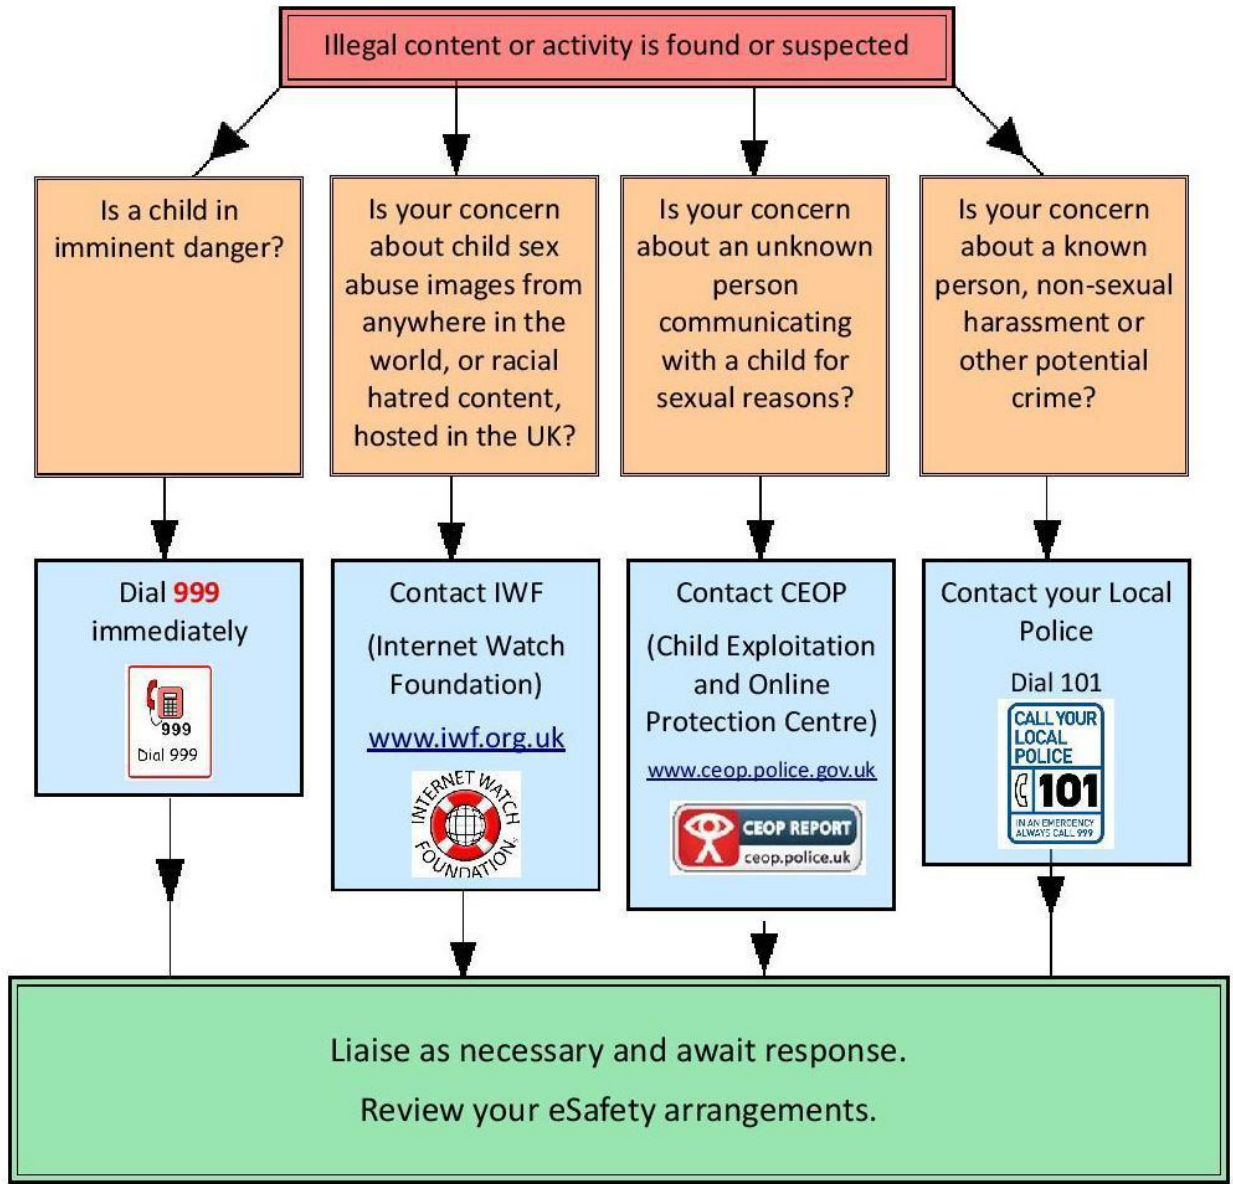 Illegal content or activity is found or suspected
Is a child in
imminent danger?
Is your concern
about child sex
abuse images from
anywhere in the
world, or racial
hatred content,
hosted in the UK?
Is your concern
about an unknown
person
communicating
with a child for
sexual reasons?
Is your concern
about a known
person, non-sexual
harassment or
other potential
crime?
Dial 999
immediately
999
Dial 999
Contact IWF
(Internet Watch
Foundation)
www.iwf.org.uk
INTERNET WATCH
FOUNDATION
Contact CEOP
(Child Exploitation
and Online
Protection Centre)
www.ceop.police.gov.uk
CEOP REPORT
ceop.police.uk
Contact your Local
Police
Dial 101
CALL YOUR
LOCAL
POLICE
101
IN AN EMERGENCY
ALWAYS CALL 999
Liaise as necessary and await response.
Review your eSafety arrangements.